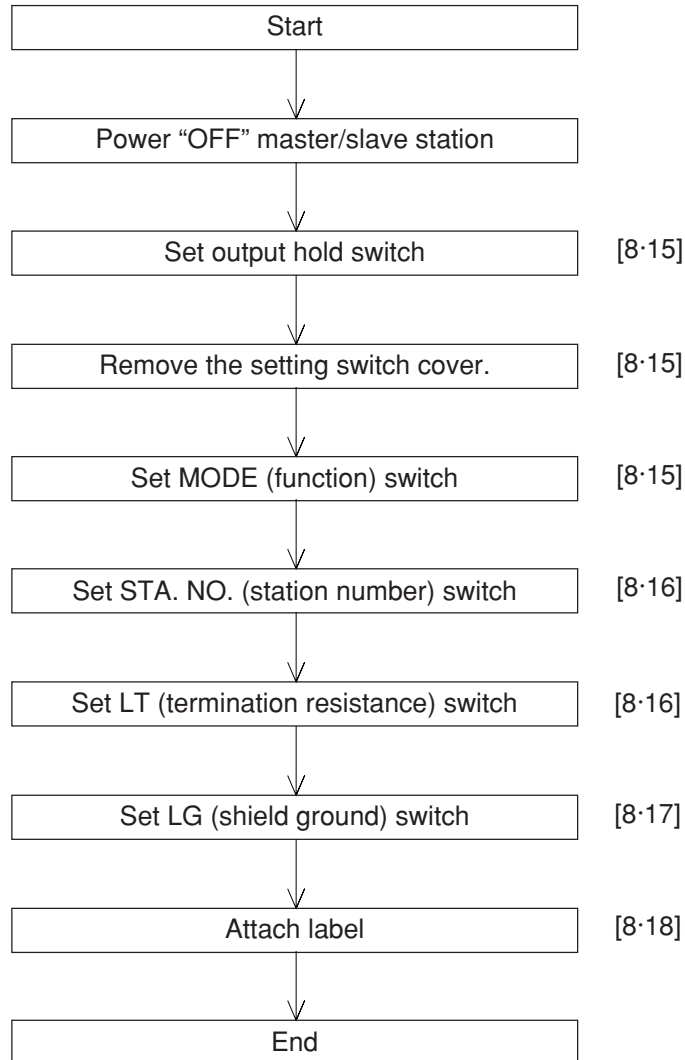 Start
Power “OFF” master/slave station
Set output hold switch [8·15]
Remove the setting switch cover. [8·15]
Set MODE (function) switch [8·15]
Set STA. NO. (station number) switch [8·16]
Set LT (termination resistance) switch [8·16]
Set LG (shield ground) switch [8·17]
Attach label [8·18]
End